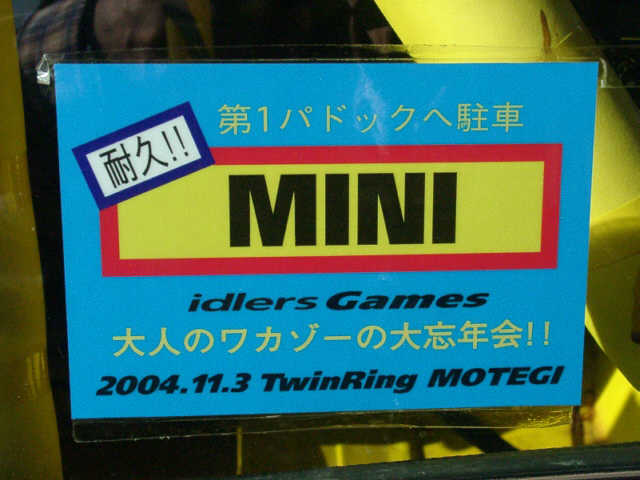 第1パドックへ駐車
耐久!!
MINI
idlers Games
大人のワカゾーの大忘年会!!
2004.11.3 TwinRing MOTEGI